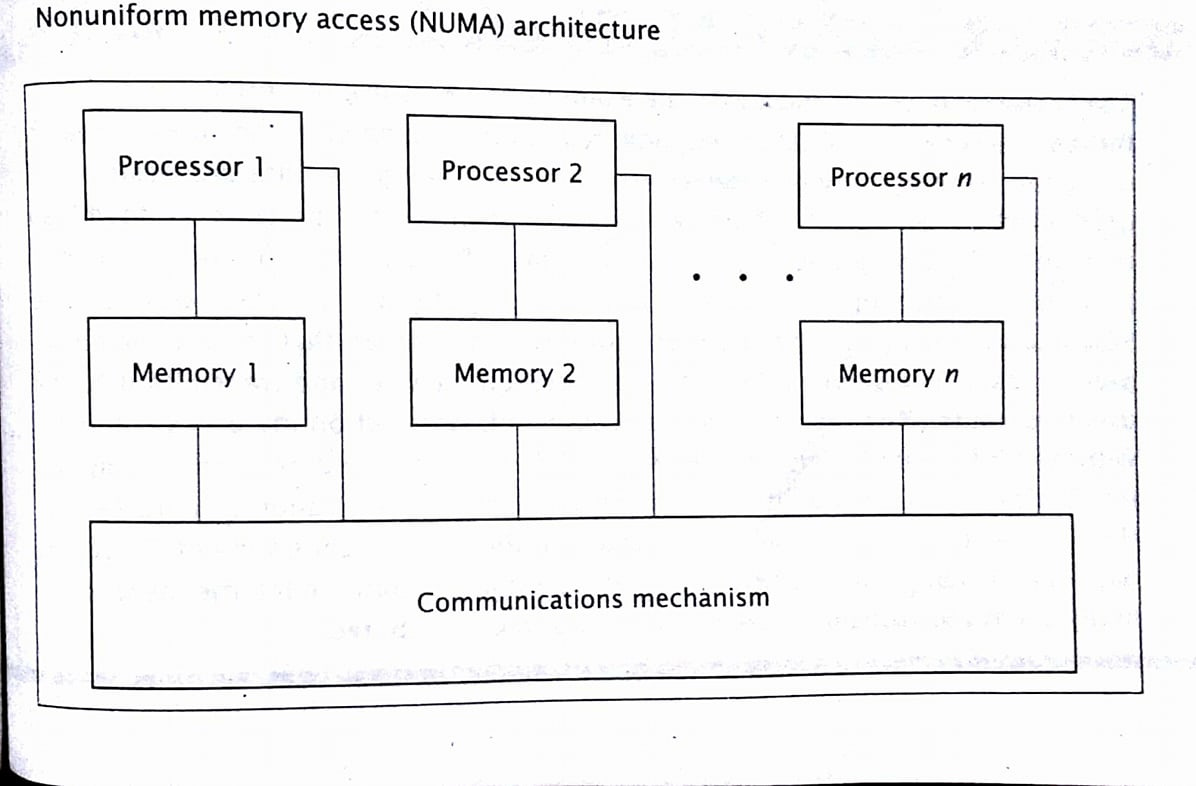 Nonuniform memory access (NUMA) architecture
Processor 1
Processor 2
Processor n
. . .
Memory 1
Memory 2
Memory n
Communications mechanism